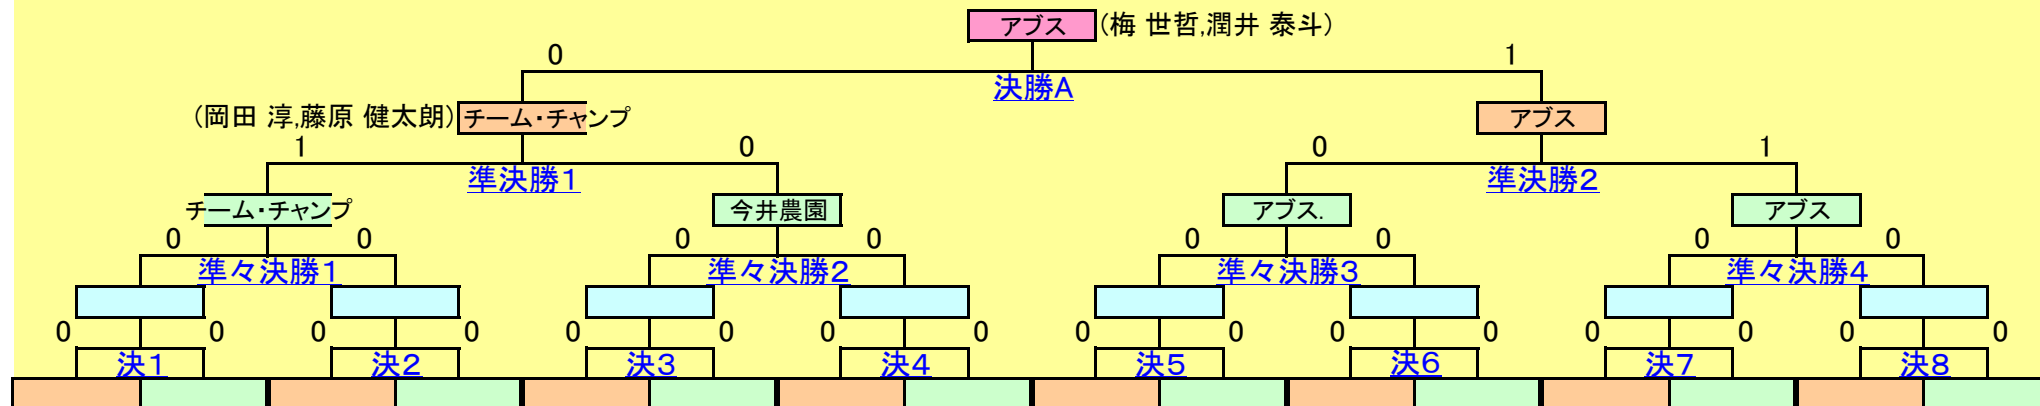 アブス (梅 世哲,潤井 泰斗)
0 1
決勝A
(岡田 淳,藤原 健太朗) チーム・チャンプ アブス
1 0 0 1
準決勝1 準決勝2
チーム・チャンプ 今井農園 アブス. アブス
0 0 0 0 0 0 0 0
準々決勝1 準々決勝2 準々決勝3 準々決勝4
0 0 0 0 0 0 0 0 0 0 0 0 0 0 0 0
決1 決2 決3 決4 決5 決6 決7 決8